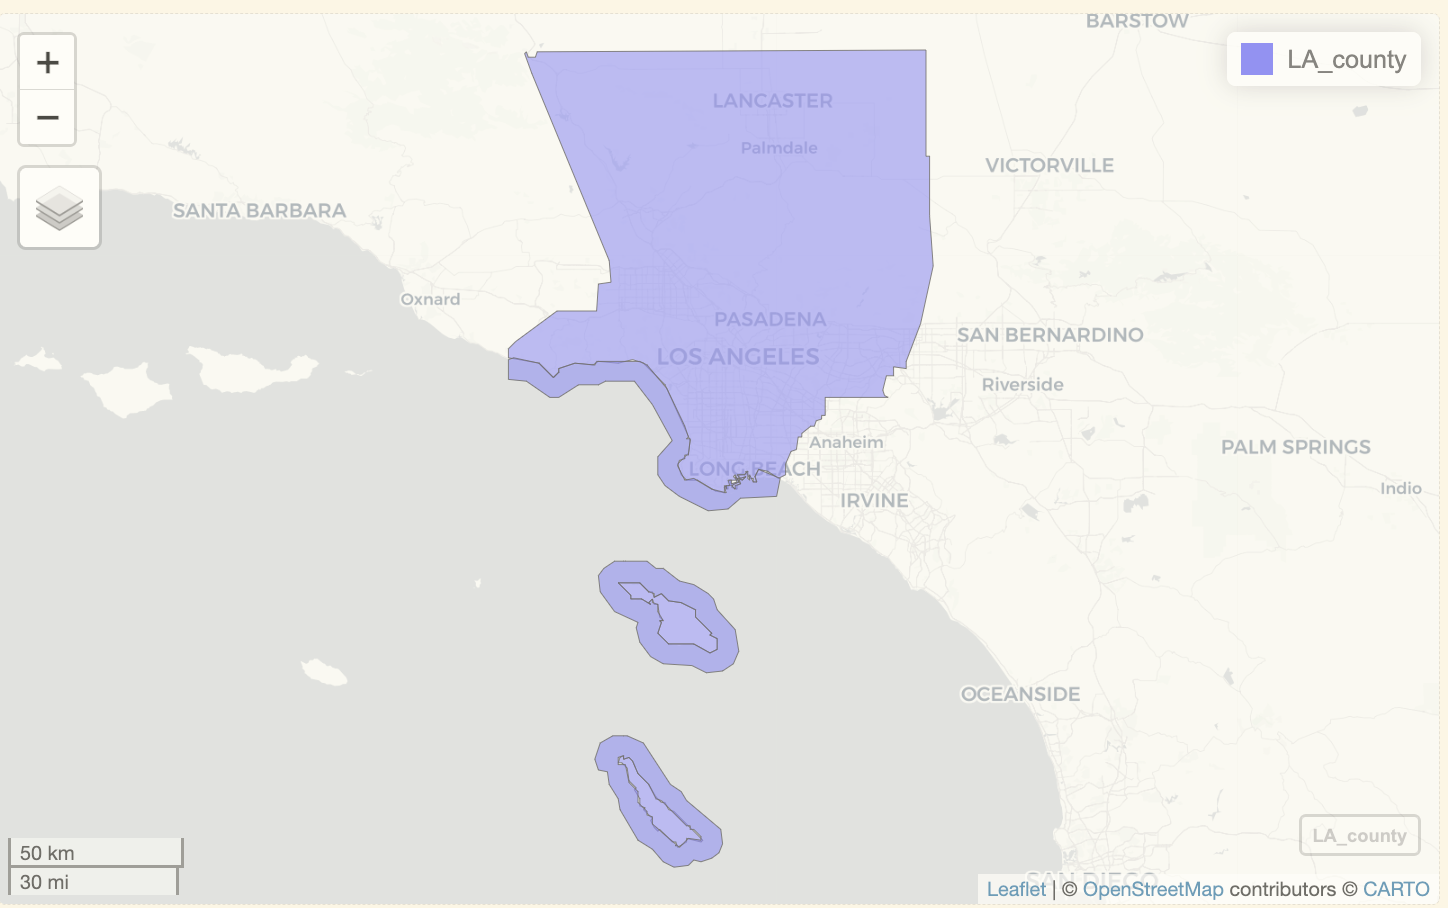 BARSTOW
+
−
LA_county
LANCASTER
Palmdale
VICTORVILLE
SANTA BARBARA
Oxnard
PASADENA
SAN BERNARDINO
LOS ANGELES
Riverside
Anaheim
PALM SPRINGS
LONG BEACH
Indio
IRVINE
OCEANSIDE
LA_county
50 km
30 mi
SAN DIEGO
Leaflet | © OpenStreetMap contributors © CARTO